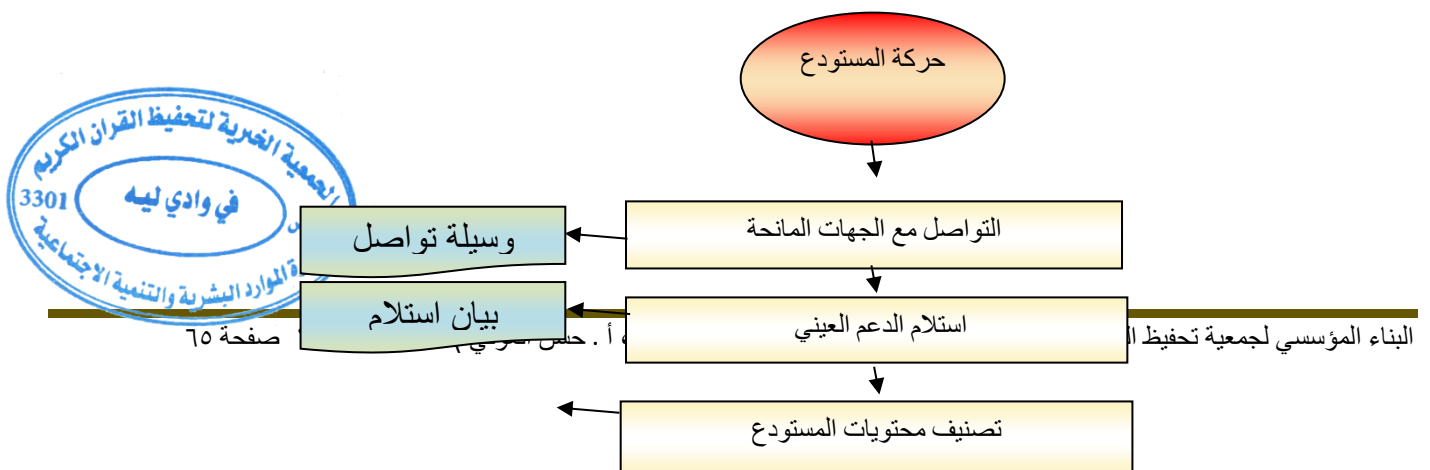 حركة المستودع
الجمعية الخيرية لتحفيظ القران الكريم
3301
في وادي ليه
الموارد البشرية والتنمية الاجتماعية
التواصل مع الجهات المانحة
وسيلة تواصل
استلام الدعم العيني
بيان استلام
البناء المؤسسي لجمعية تحفيظ
أ . حسن
صفحة ٦٥
تصنيف محتويات المستودع